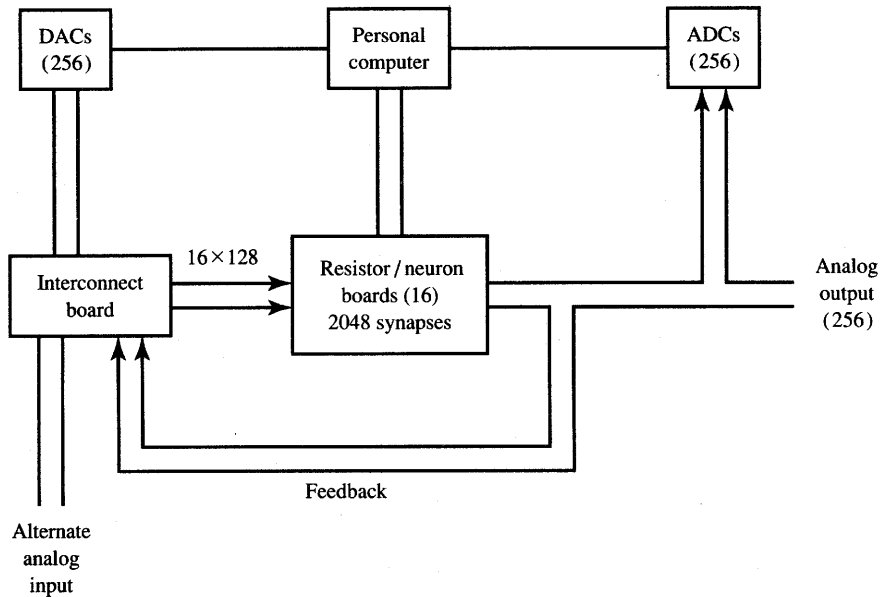 DACs
(256)
Personal
computer
ADCs
(256)
16×128
Interconnect
board
Resistor/neuron
boards (16)
2048 synapses
Analog
output
(256)
Feedback
Alternate
analog
input